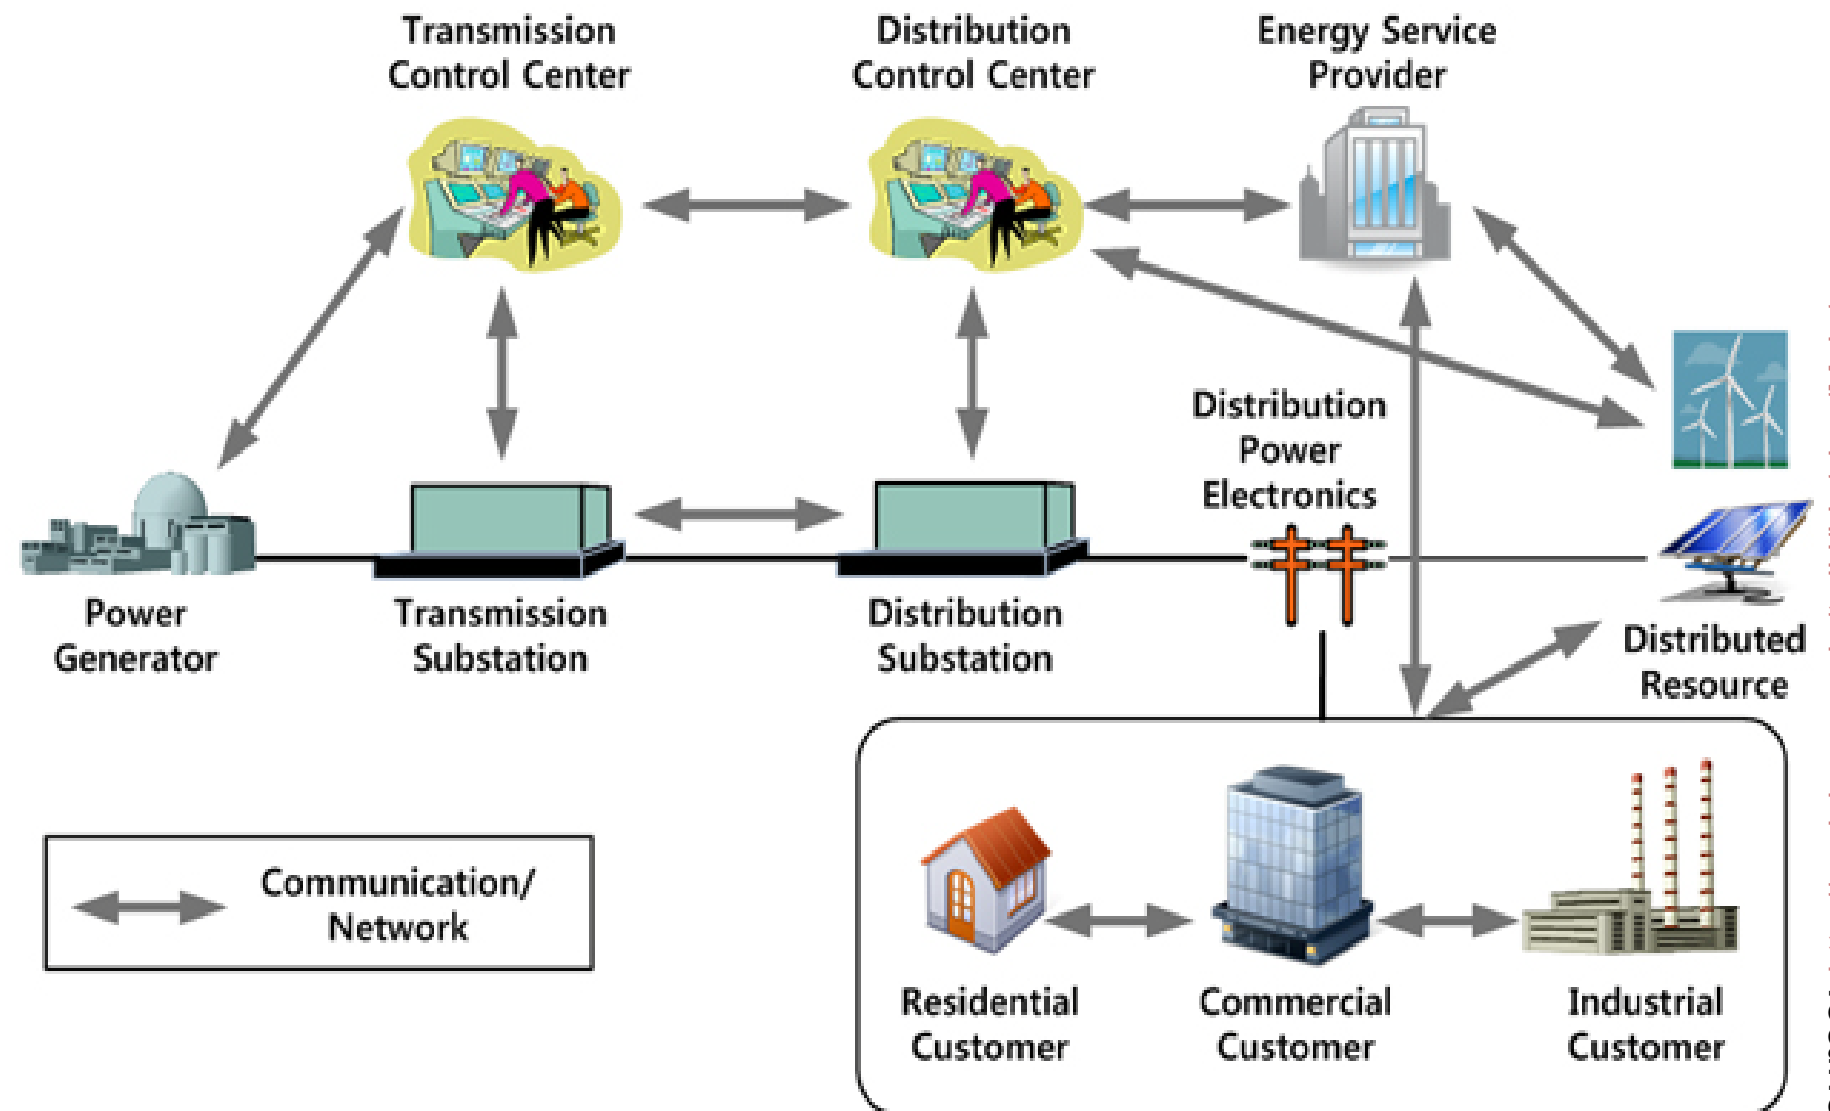 Transmission
Control Center
Distribution
Control Center
Energy Service
Provider
Distribution
Power
Electronics
Power
Generator
Transmission
Substation
Distribution
Substation
Distributed
Resource
Communication/
Network
Residential
Customer
Commercial
Customer
Industrial
Customer